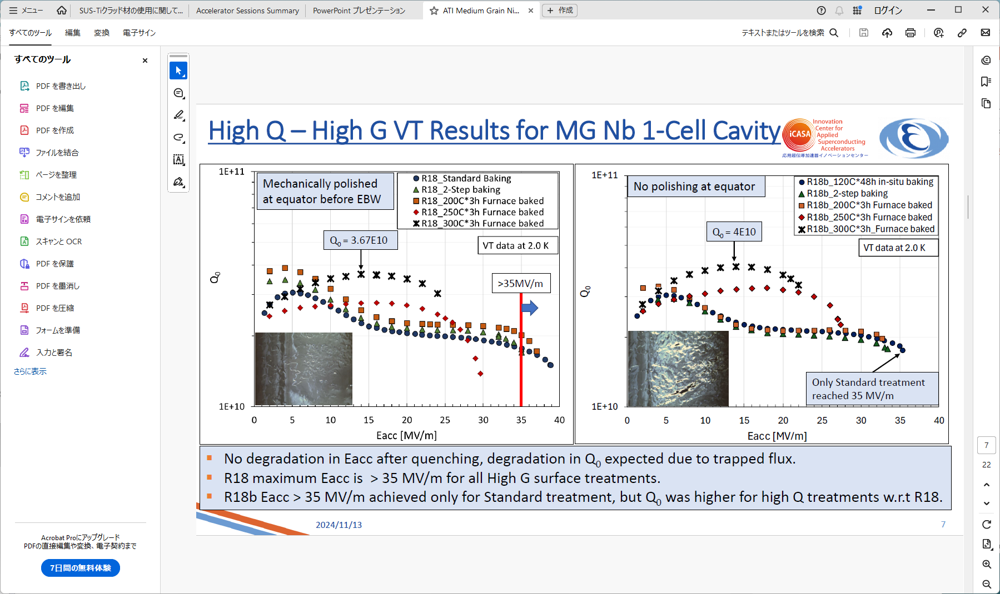 メニュー
SUS-Tiクラッド材の使用に関して...
Accelerator Sessions Summary
PowerPoint プレゼンテーション
ATI Medium Grain Ni...
作成
ログイン
すべてのツール
編集
変換
電子サイン
テキストまたはツールを検索
すべてのツール
PDF を書き出し
PDF を編集
PDF を作成
ファイルを結合
ページを整理
コメントを追加
電子サインを依頼
スキャンと OCR
PDF を保護
PDF を墨消し
PDF を圧縮
フォームを準備
入力と署名
さらに表示
Acrobat Proにアップグレード
PDFの直接編集や変換、電子契約まで
7日間の無料体験
High Q – High G VT Results for MG Nb 1-Cell Cavity
iCASA
Innovation
Center for
Applied
Superconducting
Accelerators
応用超伝導加速器イノベーションセンター
1E+11
Mechanically polished
at equator before EBW
R18_Standard Baking
R18_2-Step baking
R18_200C*3h Furnace baked
R18_250C*3h Furnace baked
R18_300C*3h Furnace baked
Q0 = 3.67E10
VT data at 2.0 K
>35MV/m
Q0
1E+10
0 5 10 15 20 25 30 35 40
Eacc [MV/m]
1E+11
No polishing at equator
R18b_120C*48h in-situ baking
R18b_2-step baking
R18b_200C*3h Furnace baked
R18b_250C*3h Furnace baked
R18b_300C*3h_Furnace baked
Q0 = 4E10
VT data at 2.0 K
Q0
Only Standard treatment
reached 35 MV/m
1E+10
0 5 10 15 20 25 30 35 40
Eacc [MV/m]
No degradation in Eacc after quenching, degradation in Q0 expected due to trapped flux.
R18 maximum Eacc is > 35 MV/m for all High G surface treatments.
R18b Eacc > 35 MV/m achieved only for Standard treatment, but Q0 was higher for high Q treatments w.r.t R18.
2024/11/13
7
7
22